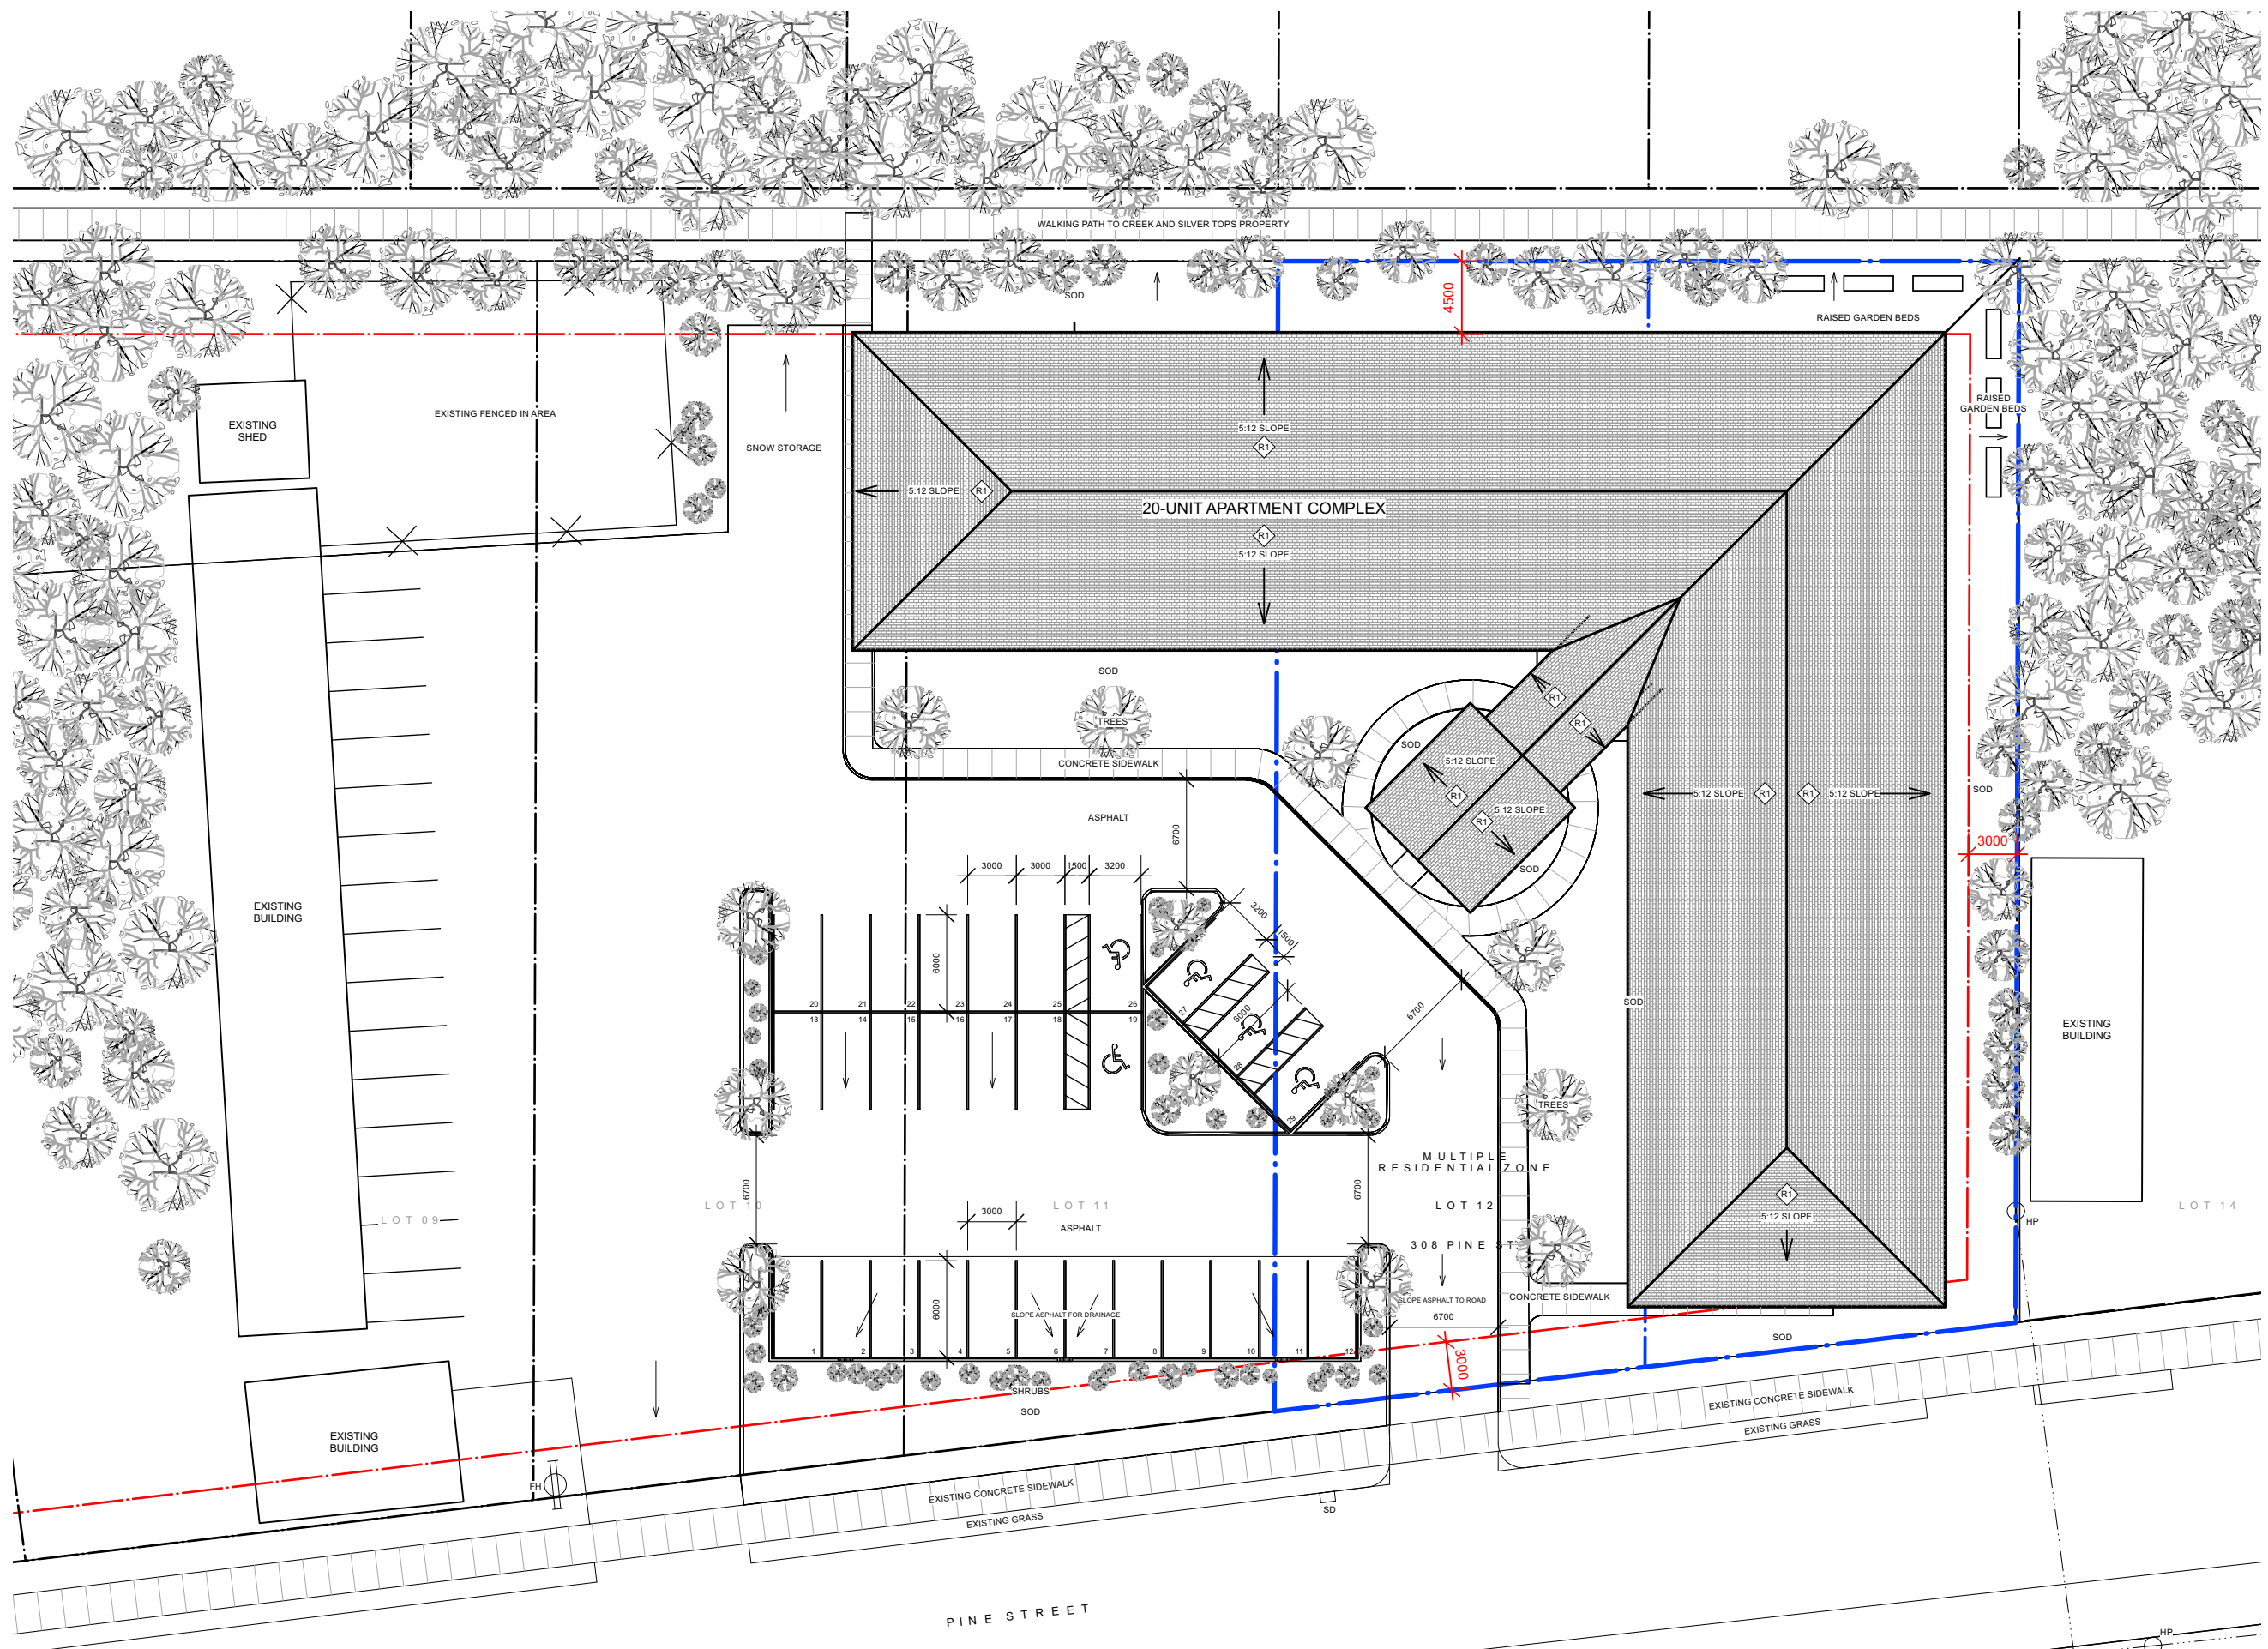 WALKING PATH TO CREEK AND SILVER TOPS PROPERTY
SOD
4500
RAISED GARDEN BEDS
RAISED
GARDEN BEDS
EXISTING
SHED
EXISTING FENCED IN AREA
SNOW STORAGE
5:12 SLOPE
R1
5:12 SLOPE
R1
20-UNIT APARTMENT COMPLEX
R1
5:12 SLOPE
SOD
TREES
CONCRETE SIDEWALK
R1
R1
SOD
5:12 SLOPE
R1
5:12 SLOPE
R1
SOD
5:12 SLOPE
R1
R1
5:12 SLOPE
SOD
3000
ASPHALT
6700
3000
3000
1500
3200
3200
1500
6000
6000
6700
EXISTING
BUILDING
20
21
22
23
24
25
26
13
14
15
16
17
18
19
27
28
29
SOD
EXISTING
BUILDING
TREES
MULTIPLE
RESIDENTIAL ZONE
6700
6700
LOT 09
LOT 10
LOT 11
LOT 12
LOT 14
3000
ASPHALT
308 PINE ST
R1
5:12 SLOPE
HP
6000
SLOPE ASPHALT FOR DRAINAGE
SLOPE ASPHALT TO ROAD
6700
CONCRETE SIDEWALK
SOD
1
2
3
4
5
6
7
8
9
10
11
12
3000
SHRUBS
SOD
EXISTING
BUILDING
FH
EXISTING CONCRETE SIDEWALK
EXISTING GRASS
EXISTING CONCRETE SIDEWALK
EXISTING GRASS
SD
PINE STREET
HP